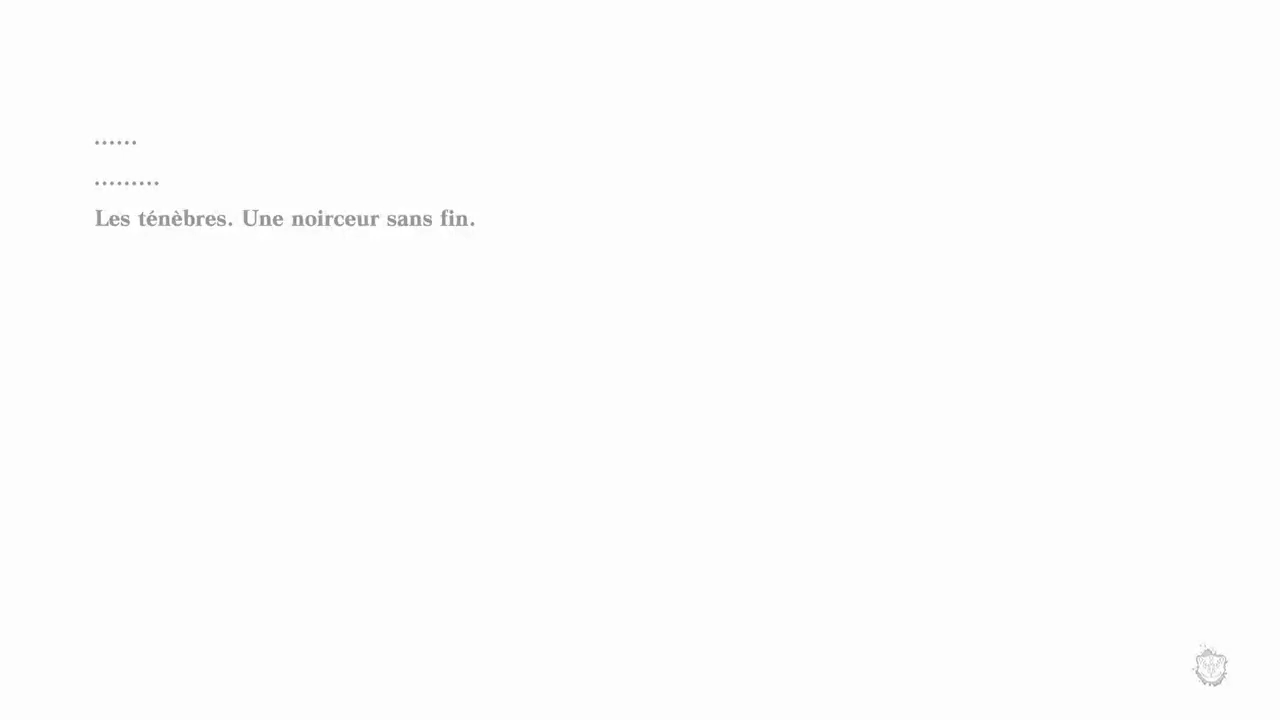 ......
.........
Les ténèbres. Une noirceur sans fin.